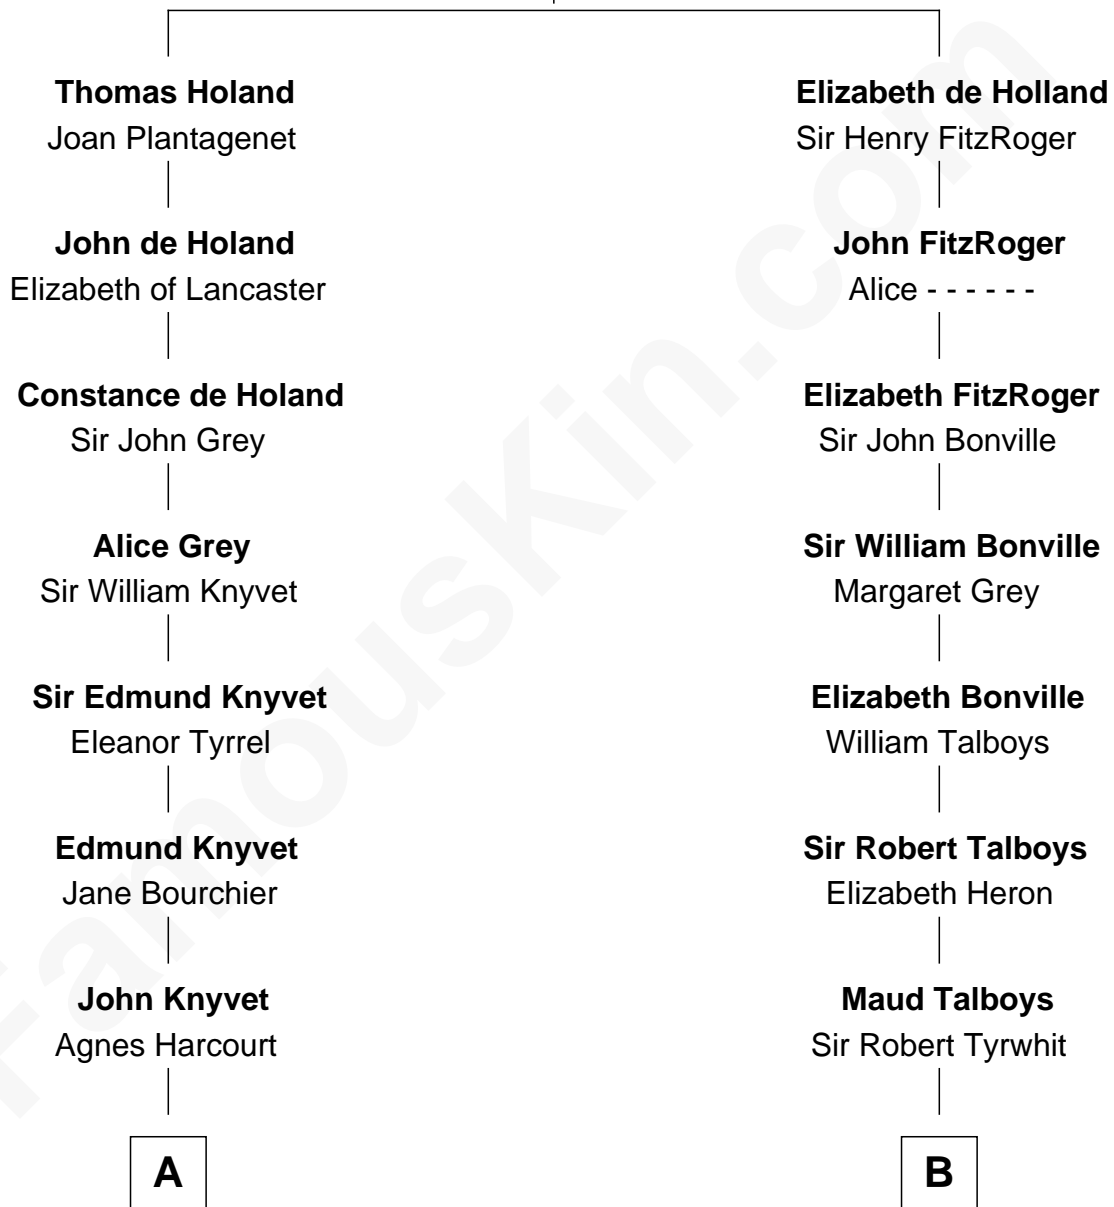 Thomas Holand
Joan Plantagenet
John de Holand
Elizabeth of Lancaster
Constance de Holand
Sir John Grey
Alice Grey
Sir William Knyvet
Sir Edmund Knyvet
Eleanor Tyrrel
Edmund Knyvet
Jane Bourchier
John Knyvet
Agnes Harcourt
A
Elizabeth de Holland
Sir Henry FitzRoger
John FitzRoger
Alice - - - - - -
Elizabeth FitzRoger
Sir John Bonville
Sir William Bonville
Margaret Grey
Elizabeth Bonville
William Talboys
Sir Robert Talboys
Elizabeth Heron
Maud Talboys
Sir Robert Tyrwhit
B
FamousKin.com